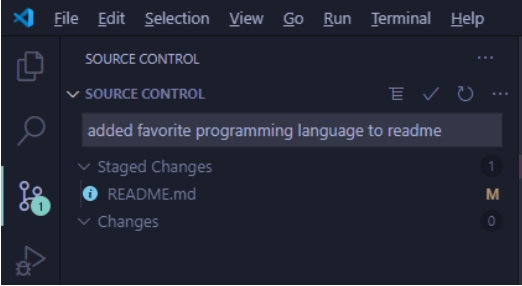 File Edit Selection View Go Run Terminal Help
SOURCE CONTROL
SOURCE CONTROL
added favorite programming language to readme
Staged Changes 1
README.md M
1
Changes 0